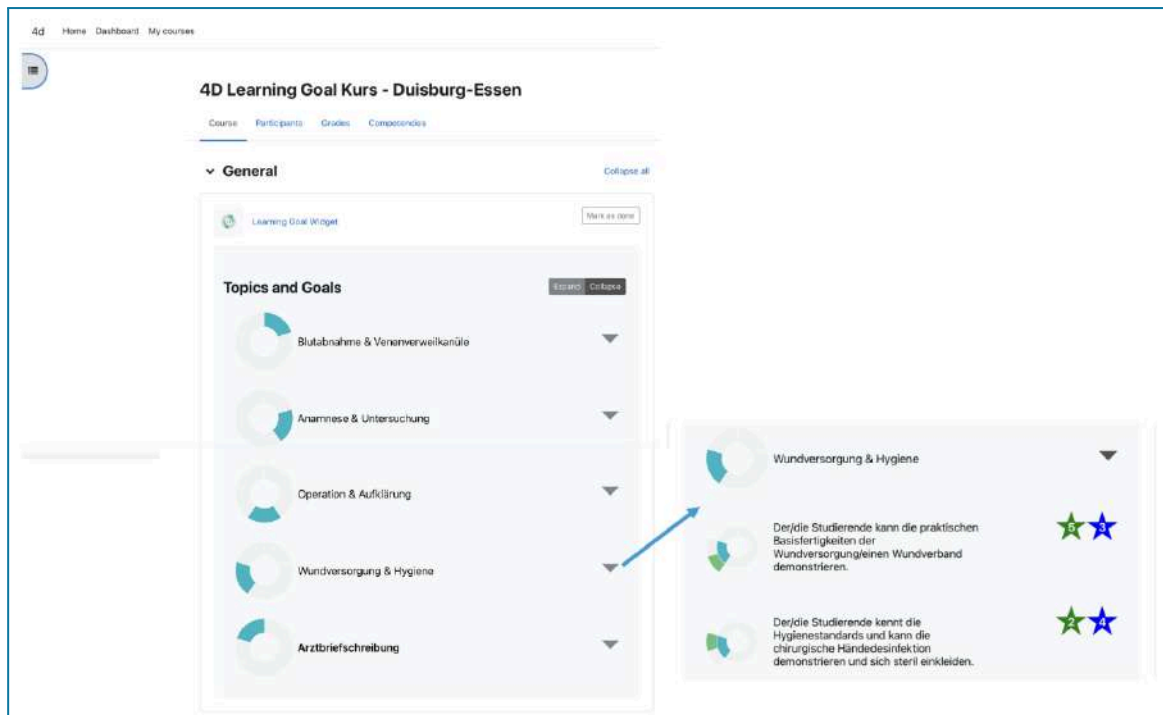 4d Home Dashboard My courses
4D Learning Goal Kurs - Duisburg-Essen
Course Participants Grades Competencies
General Collapse all
Learning Goal Widget Mark as done
Topics and Goals Expand Collapse
Blutabnahme & Venenverweilkanüle
Anamnese & Untersuchung
Operation & Aufklärung
Wundversorgung & Hygiene
Arztbriefschreibung
Wundversorgung & Hygiene
Der/die Studierende kann die praktischen
Basisfertigkeiten der
Wundversorgung/einen Wundverband
demonstrieren.
5 3
Der/die Studierende kennt die
Hygienestandards und kann die
chirurgische Händedesinfektion
demonstrieren und sich steril einkleiden.
2 4